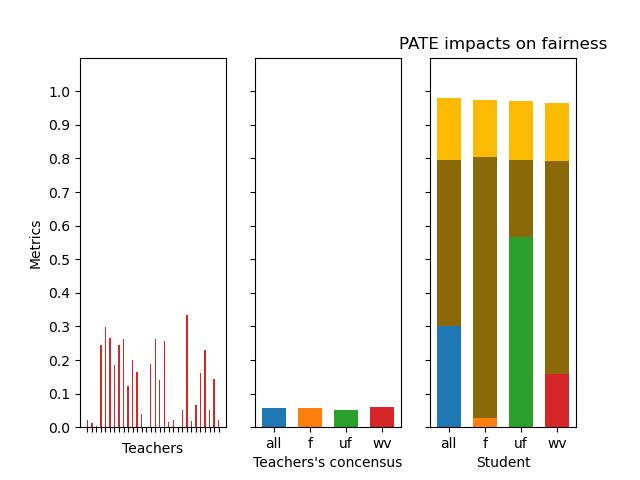 PATE impacts on fairness
Metrics
1.0
0.9
0.8
0.7
0.6
0.5
0.4
0.3
0.2
0.1
0.0
Teachers
all f uf wv
Teachers's concensus
all f uf wv
Student